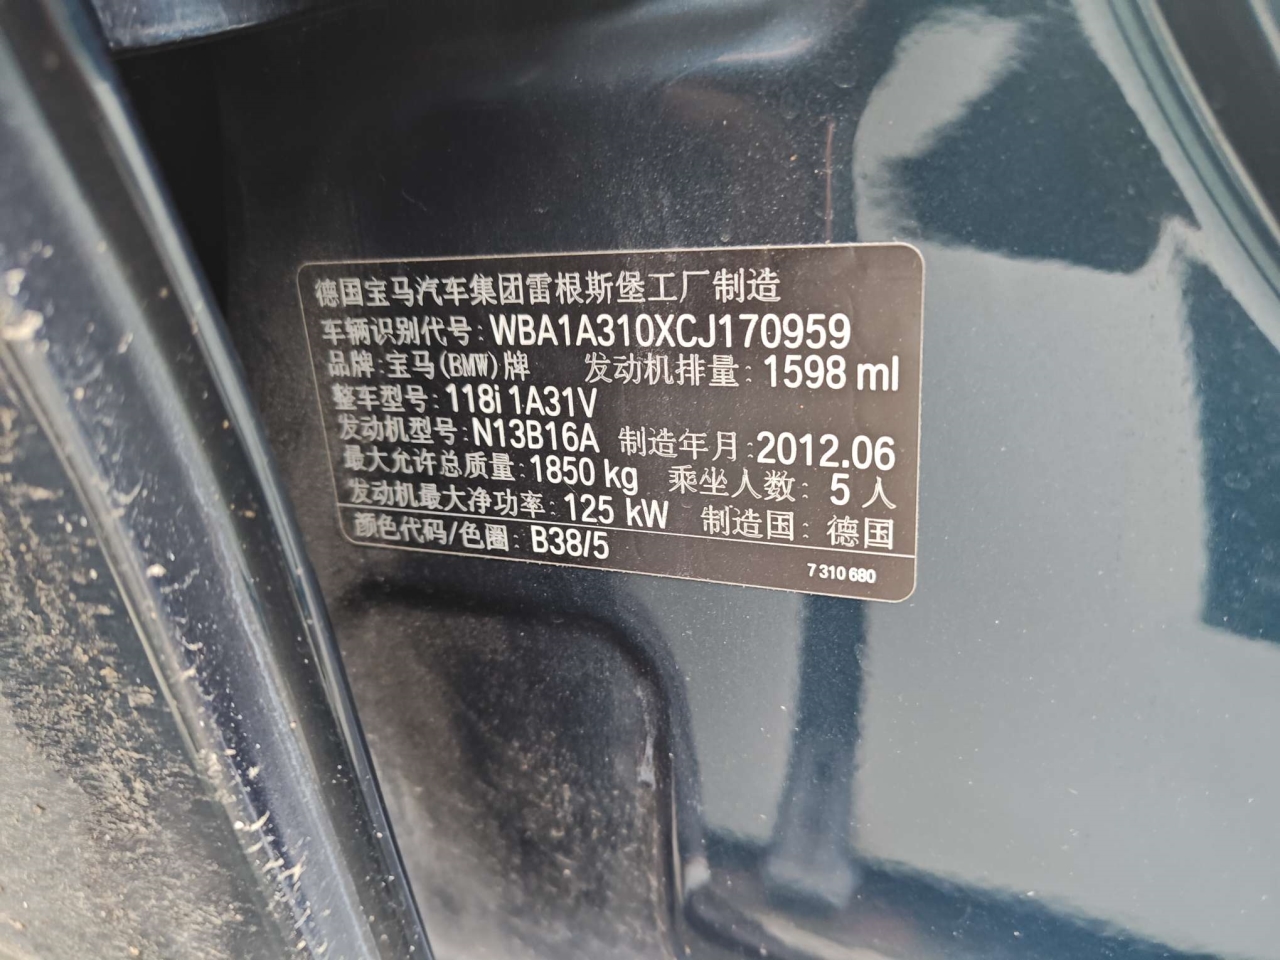 德国宝马汽车集团雷根斯堡工厂制造
车辆识别代号: WBA1A310XCJ170959
品牌: 宝马(BMW)牌 发动机排量: 1598 ml
整车型号: 118i 1A31V
发动机型号: N13B16A 制造年月: 2012.06
最大允许总质量: 1850 kg 乘坐人数: 5 人
发动机最大净功率: 125 kW 制造国: 德国
颜色代码/色圈: B38/5
7 310 680